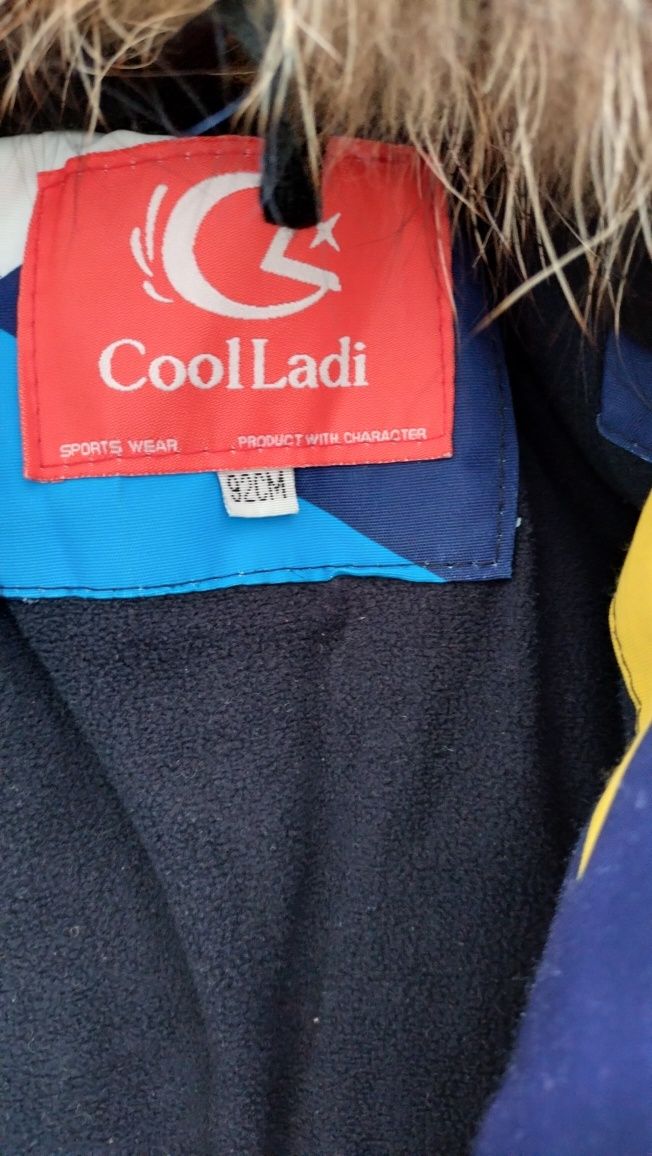 CoolLadi
SPORTS WEAR PRODUCT WITH CHARACTER
92CM